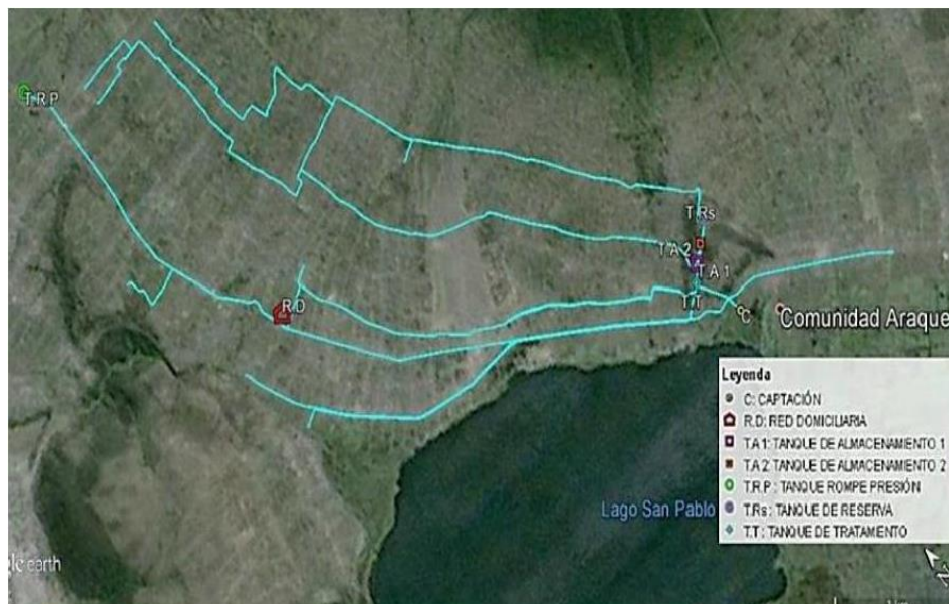 T.R.P
T.Rs
T.A 2
T.A 1
R.D
T.T
C
Comunidad Araque
Leyenda
C: CAPTACIÓN
R.D: RED DOMICILIARIA
T.A 1: TANQUE DE ALMACENAMIENTO 1
T.A 2: TANQUE DE ALMACENAMIENTO 2
T.R.P : TANQUE ROMPE PRESIÓN
T.Rs : TANQUE DE RESERVA
T.T : TANQUE DE TRATAMIENTO
Lago San Pablo
earth
N